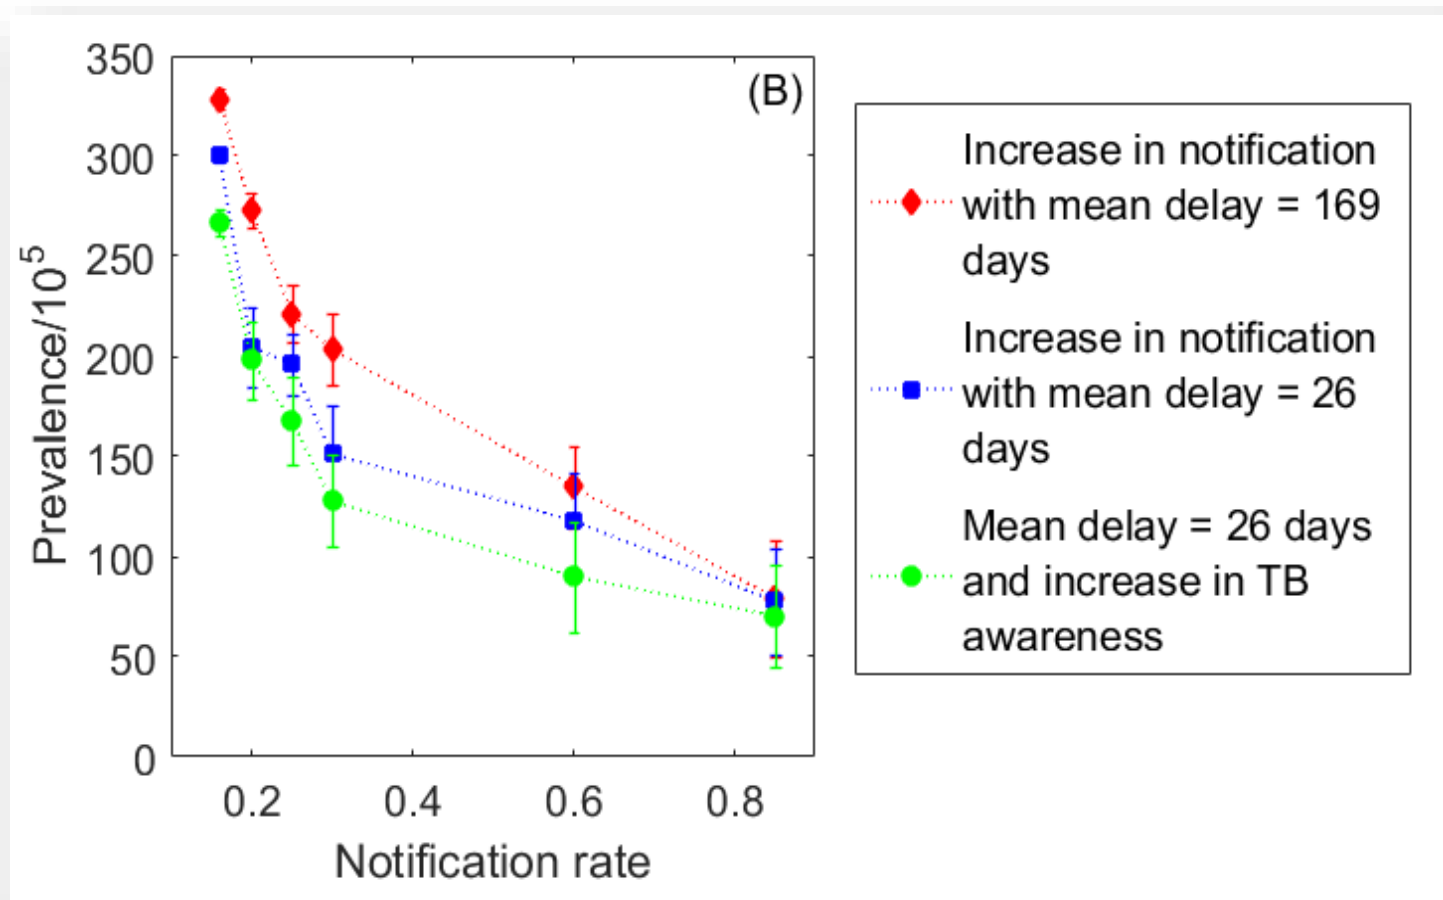 350
300
250
200
150
100
50
0
Prevalence/10⁵
(B)
0.2 0.4 0.6 0.8
Notification rate
Increase in notification
with mean delay = 169
days
Increase in notification
with mean delay = 26
days
Mean delay = 26 days
and increase in TB
awareness